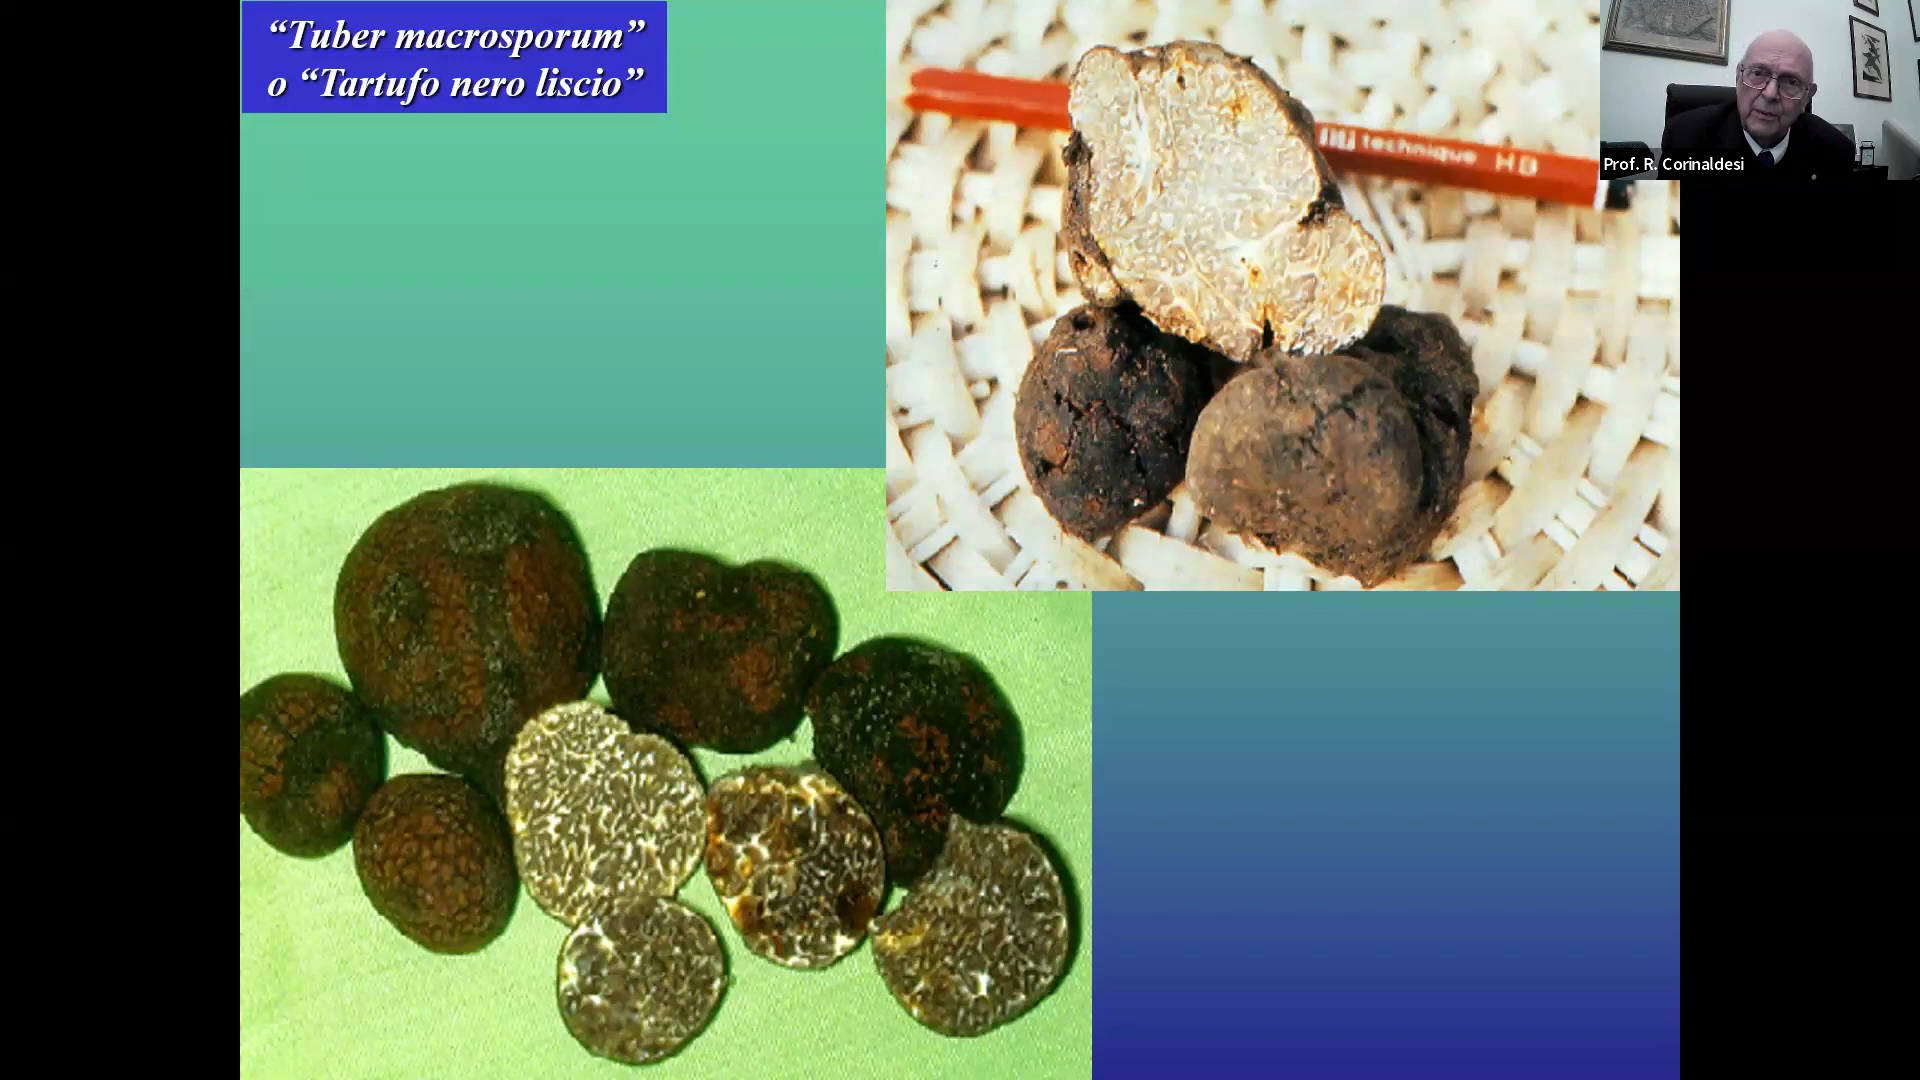 “Tuber macrosporum”
o “Tartufo nero liscio”
technique HB
Prof. R. Corinaldesi